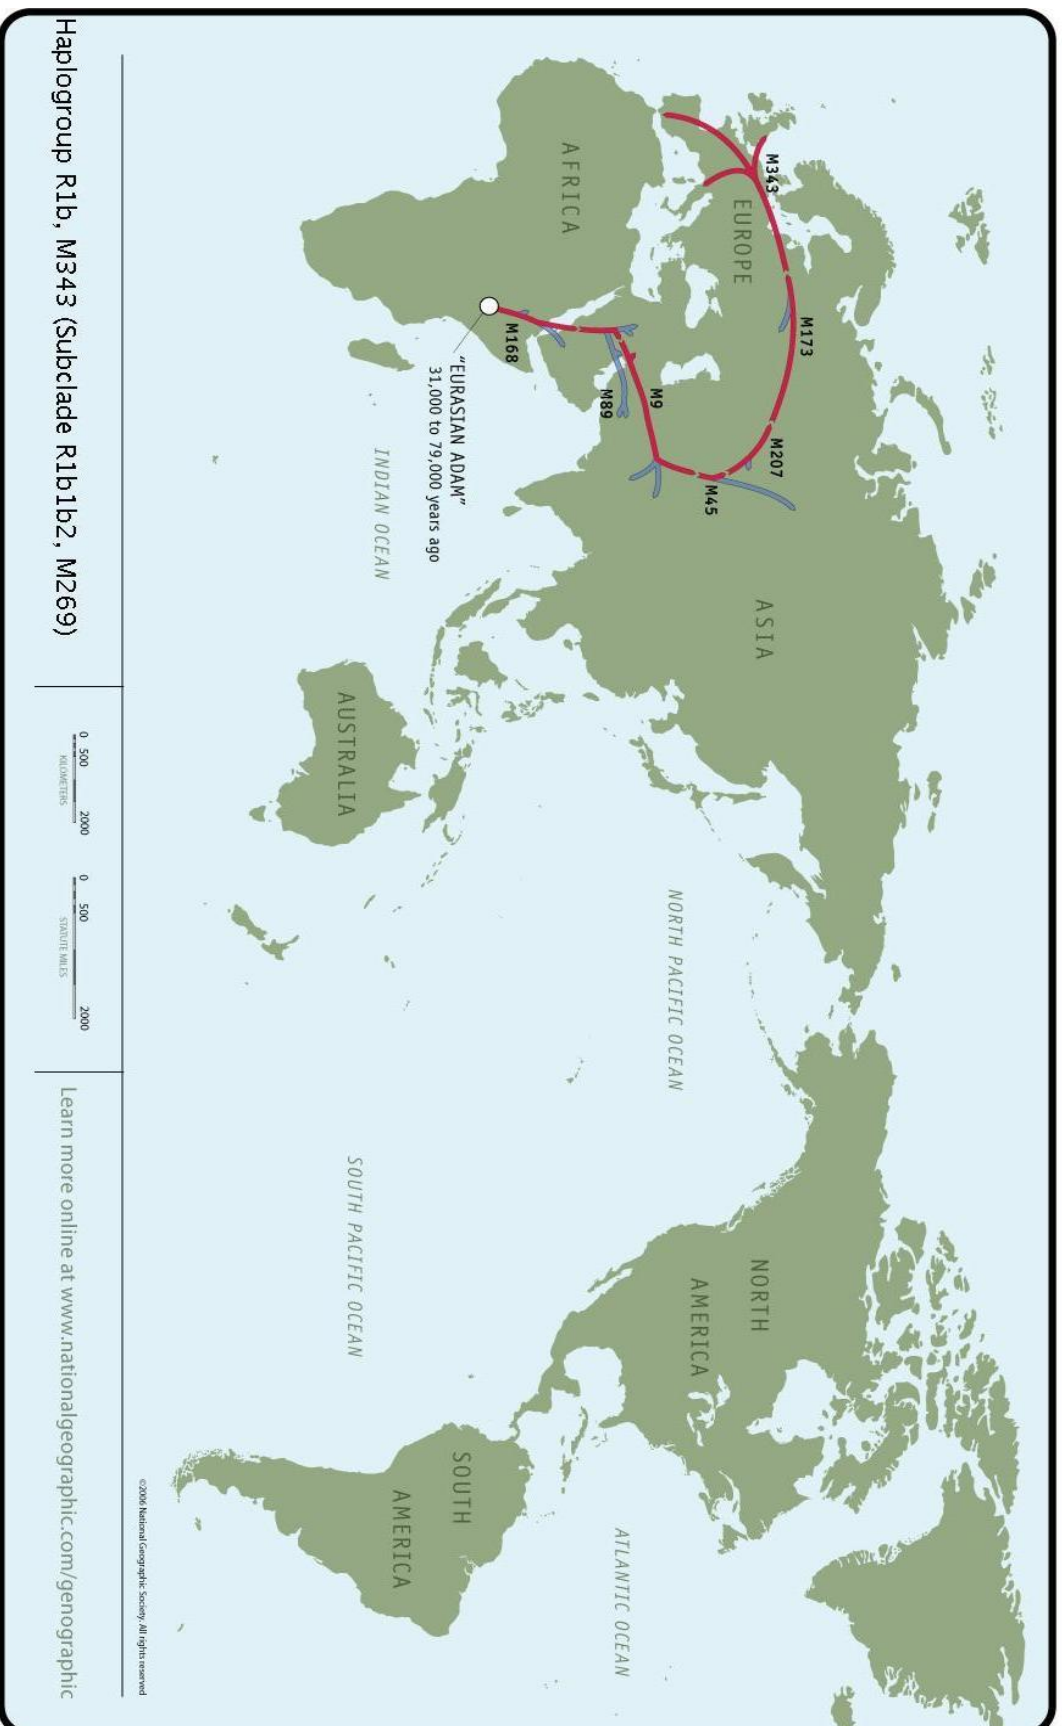 EUROPE
M343
M173
M207
M45
M9
M89
M168
AFRICA
"EURASIAN ADAM"
31,000 to 79,000 years ago
ASIA
INDIAN OCEAN
AUSTRALIA
NORTH PACIFIC OCEAN
SOUTH PACIFIC OCEAN
NORTH
AMERICA
SOUTH
AMERICA
ATLANTIC OCEAN
©2006 National Geographic Society. All rights reserved
Haplogroup R1b, M343 (Subclade R1b1b2, M269)
0 500 2000
KILOMETERS
0 500 2000
STATUTE MILES
Learn more online at www.nationalgeographic.com/genographic